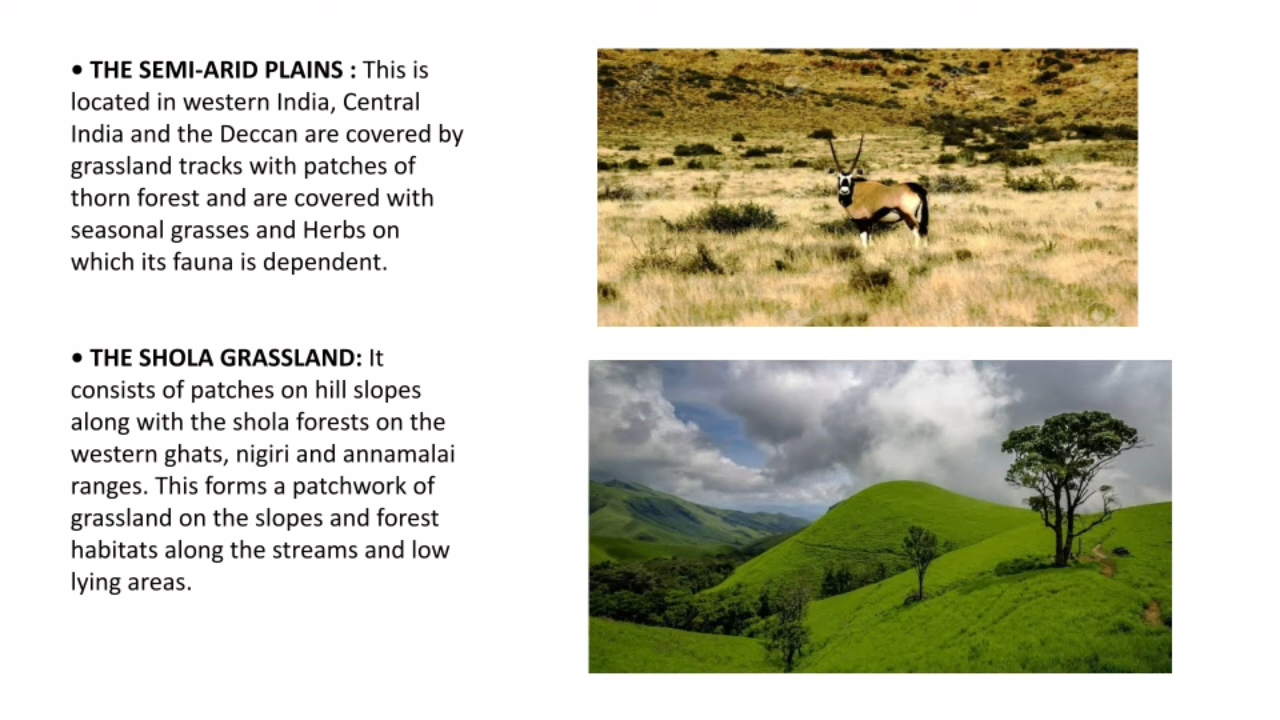 • THE SEMI-ARID PLAINS : This is
located in western India, Central
India and the Deccan are covered by
grassland tracks with patches of
thorn forest and are covered with
seasonal grasses and Herbs on
which its fauna is dependent.
• THE SHOLA GRASSLAND: It
consists of patches on hill slopes
along with the shola forests on the
western ghats, nigiri and annamalai
ranges. This forms a patchwork of
grassland on the slopes and forest
habitats along the streams and low
lying areas.